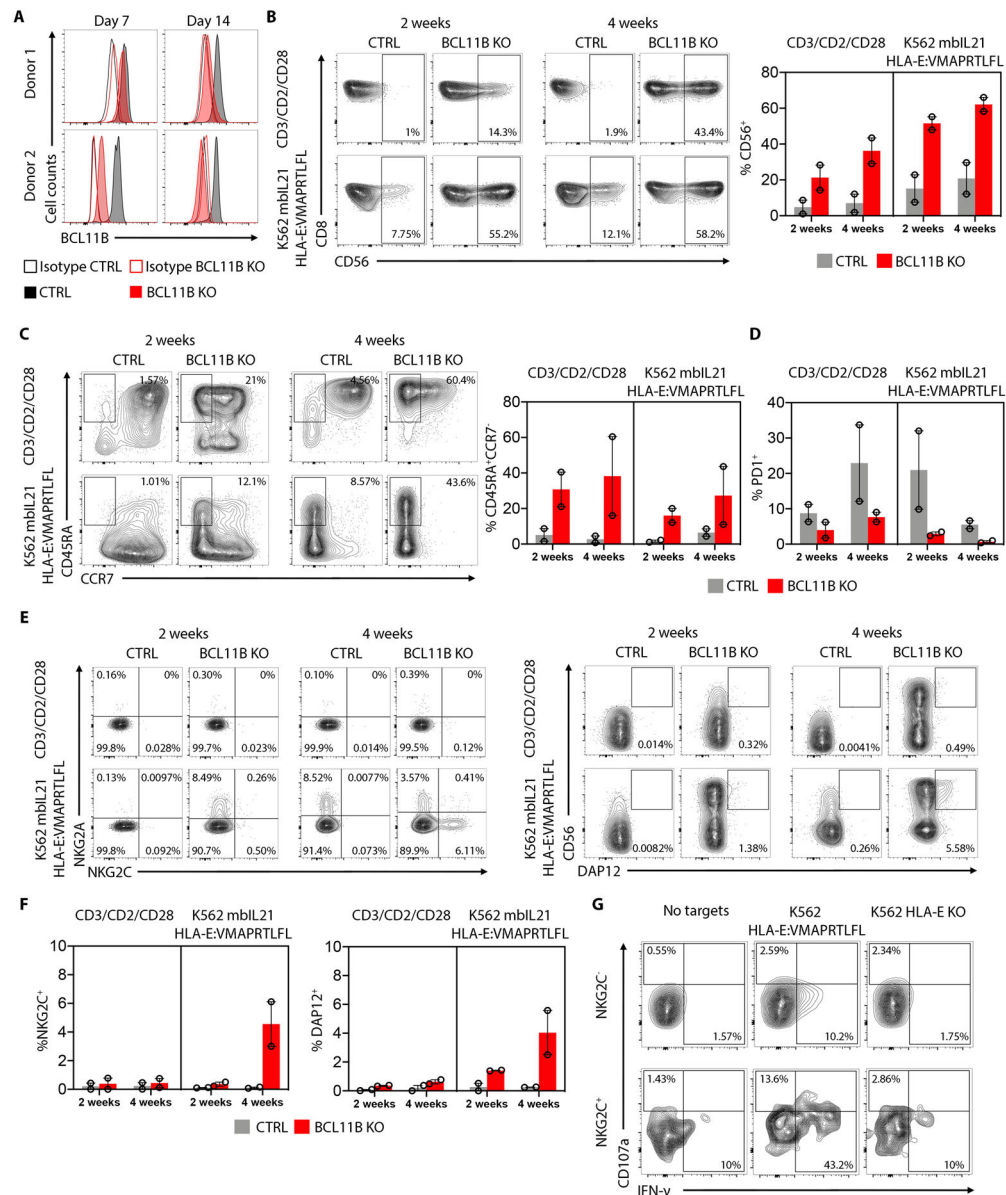 A
Day 7
Day 14
Donor 1
Donor 2
Cell counts
BCL11B
Isotype CTRL
Isotype BCL11B KO
CTRL
BCL11B KO
B
2 weeks
4 weeks
CTRL
BCL11B KO
CTRL
BCL11B KO
CD3/CD2/CD28
1%
14.3%
1.9%
43.4%
K562 mbIL21
HLA-E:VMAPRTLFL
CD8
7.75%
55.2%
12.1%
58.2%
CD56
CD3/CD2/CD28
K562 mbIL21
HLA-E:VMAPRTLFL
% CD56+
80
60
40
20
0
2 weeks
4 weeks
2 weeks
4 weeks
CTRL
BCL11B KO
C
2 weeks
4 weeks
CTRL
BCL11B KO
CTRL
BCL11B KO
CD3/CD2/CD28
1.57%
21%
4.56%
60.4%
K562 mbIL21
HLA-E:VMAPRTLFL
CD45RA
1.01%
12.1%
8.57%
43.6%
CCR7
CD3/CD2/CD28
K562 mbIL21
HLA-E:VMAPRTLFL
% CD45RA+CCR7-
80
60
40
20
0
2 weeks
4 weeks
2 weeks
4 weeks
D
CD3/CD2/CD28
K562 mbIL21
HLA-E:VMAPRTLFL
% PD1+
50
40
30
20
10
0
2 weeks
4 weeks
2 weeks
4 weeks
CTRL
BCL11B KO
E
2 weeks
4 weeks
CTRL
BCL11B KO
CTRL
BCL11B KO
CD3/CD2/CD28
0.16%
0%
0.30%
0%
0.10%
0%
0.39%
0%
99.8%
0.028%
99.7%
0.023%
99.9%
0.014%
99.5%
0.12%
K562 mbIL21
HLA-E:VMAPRTLFL
NKG2A
0.13%
0.0097%
8.49%
0.26%
8.52%
0.0077%
3.57%
0.41%
99.8%
0.092%
90.7%
0.50%
91.4%
0.073%
89.9%
6.11%
NKG2C
2 weeks
4 weeks
CTRL
BCL11B KO
CTRL
BCL11B KO
CD3/CD2/CD28
0.014%
0.32%
0.0041%
0.49%
K562 mbIL21
HLA-E:VMAPRTLFL
CD56
0.0082%
1.38%
0.26%
5.58%
DAP12
F
CD3/CD2/CD28
K562 mbIL21
HLA-E:VMAPRTLFL
%NKG2C+
10
8
6
4
2
0
2 weeks
4 weeks
2 weeks
4 weeks
CD3/CD2/CD28
K562 mbIL21
HLA-E:VMAPRTLFL
% DAP12+
10
8
6
4
2
0
2 weeks
4 weeks
2 weeks
4 weeks
CTRL
BCL11B KO
G
No targets
K562
HLA-E:VMAPRTLFL
K562 HLA-E KO
NKG2C-
0.55%
2.59%
2.34%
1.57%
10.2%
1.75%
NKG2C+
CD107a
1.43%
13.6%
2.86%
10%
43.2%
10%
IFN-γ